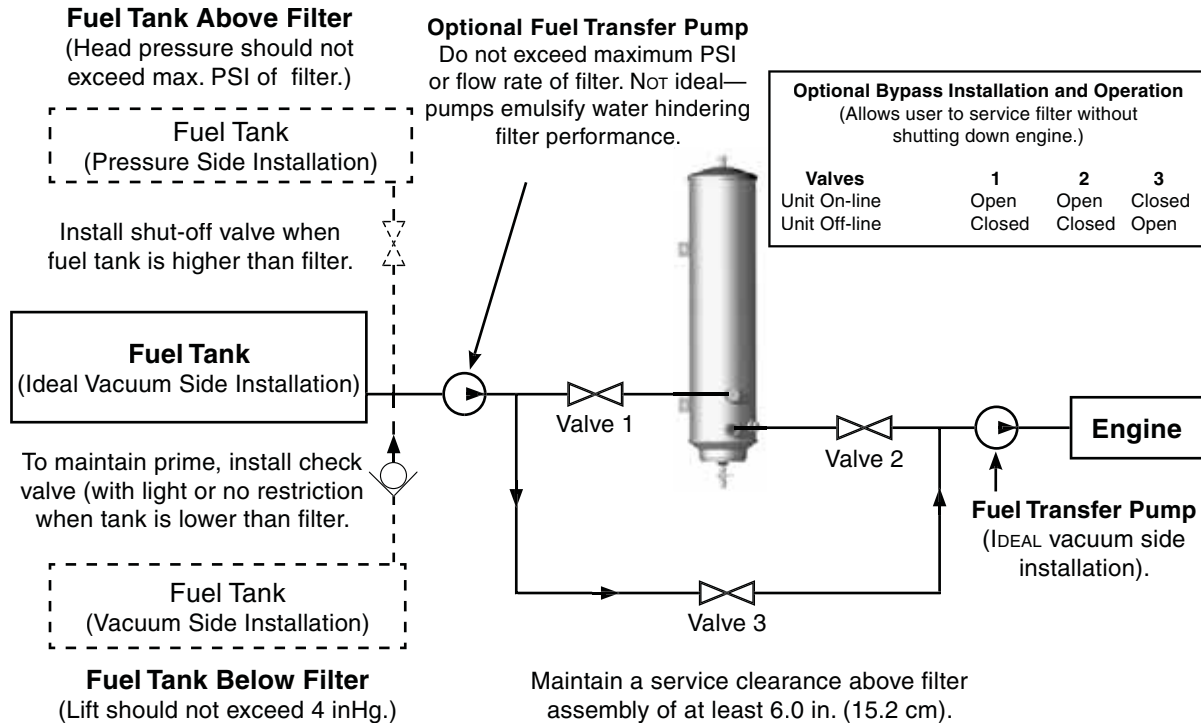 Fuel Tank Above Filter
(Head pressure should not
exceed max. PSI of filter.)
Fuel Tank
(Pressure Side Installation)
Install shut-off valve when
fuel tank is higher than filter.
Fuel Tank
(Ideal Vacuum Side Installation)
To maintain prime, install check
valve (with light or no restriction
when tank is lower than filter.
Fuel Tank
(Vacuum Side Installation)
Fuel Tank Below Filter
(Lift should not exceed 4 inHg.)
Optional Fuel Transfer Pump
Do not exceed maximum PSI
or flow rate of filter. NOT ideal—
pumps emulsify water hindering
filter performance.
Optional Bypass Installation and Operation
(Allows user to service filter without
shutting down engine.)
Valves 1 2 3
Unit On-line Open Open Closed
Unit Off-line Closed Closed Open
Valve 1
Valve 2
Valve 3
Engine
Fuel Transfer Pump
(IDEAL vacuum side
installation).
Maintain a service clearance above filter
assembly of at least 6.0 in. (15.2 cm).